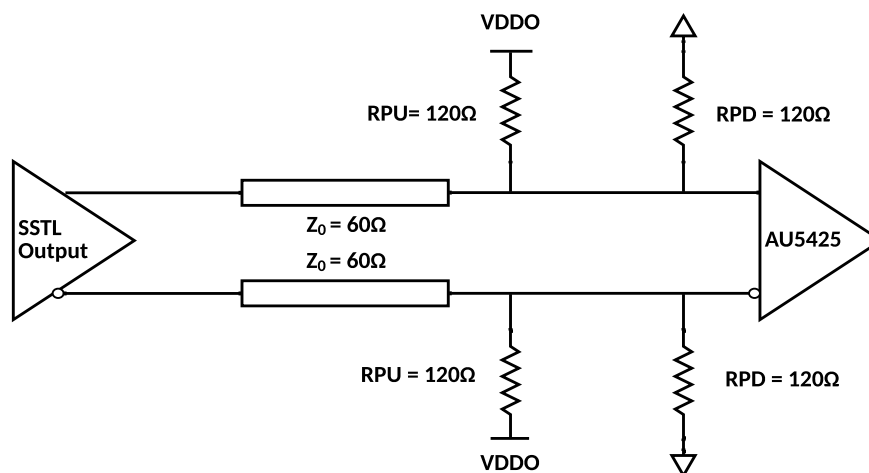 VDDO
RPU= 120Ω
RPD = 120Ω
SSTL
Output
Z₀ = 60Ω
Z₀ = 60Ω
AU5425
RPU = 120Ω
RPD = 120Ω
VDDO